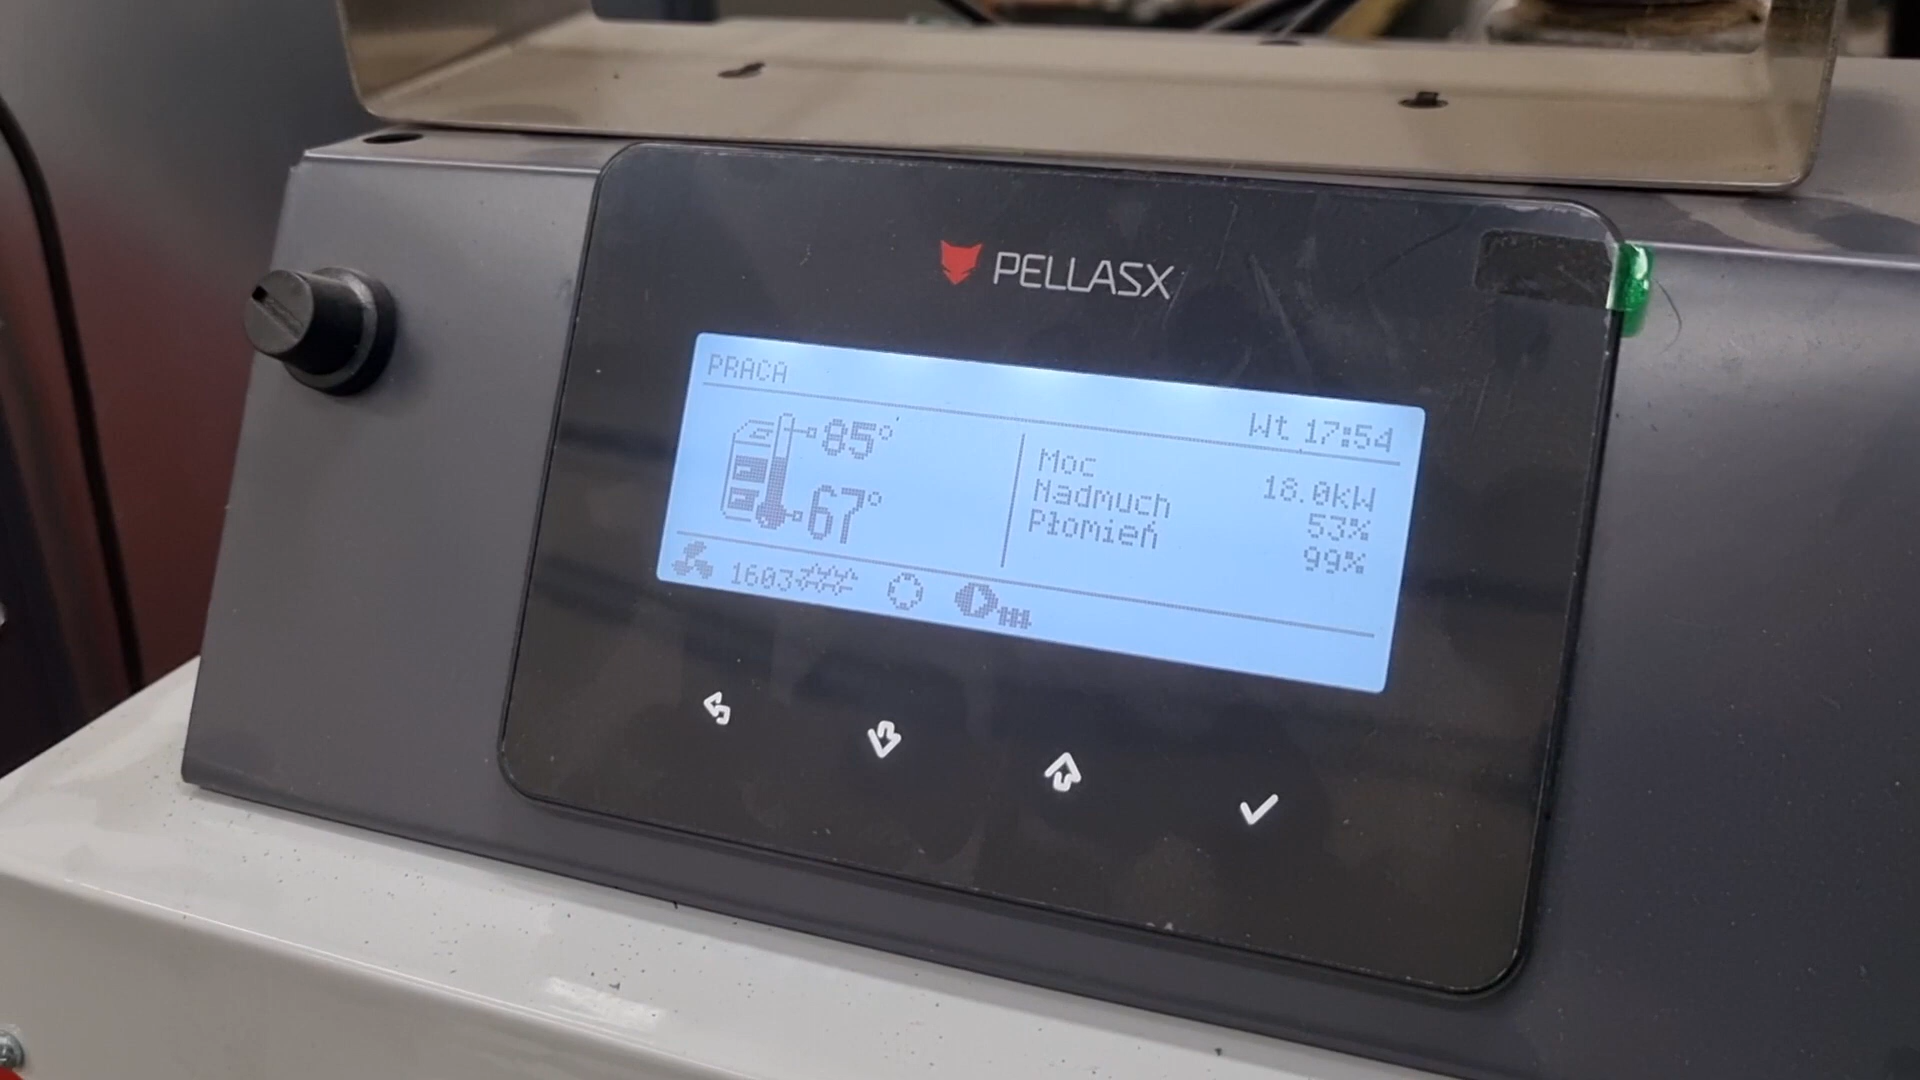 PELLASX
PRACA
Wt 17:54
85°
67°
Moc 18.0kW
Nadmuch 53%
Płomień 99%
1603